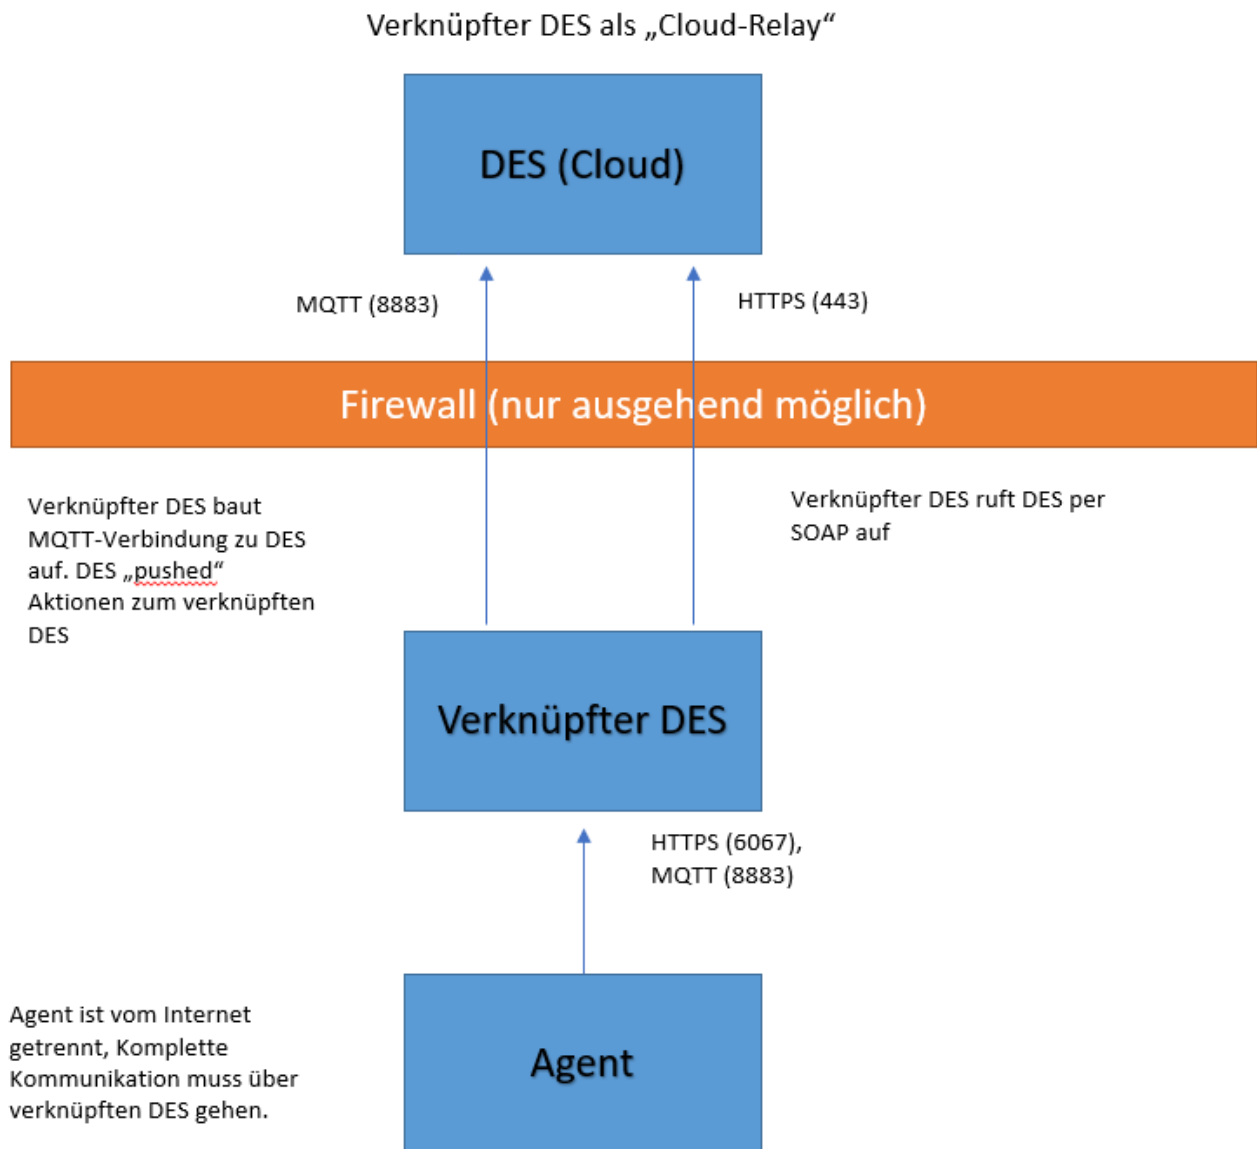 Verknüpfter DES als „Cloud-Relay“
DES (Cloud)
MQTT (8883)
HTTPS (443)
Firewall (nur ausgehend möglich)
Verknüpfter DES baut
MQTT-Verbindung zu DES
auf. DES „pushed“
Aktionen zum verknüpften
DES
Verknüpfter DES ruft DES per
SOAP auf
Verknüpfter DES
HTTPS (6067),
MQTT (8883)
Agent ist vom Internet
getrennt, Komplette
Kommunikation muss über
verknüpften DES gehen.
Agent